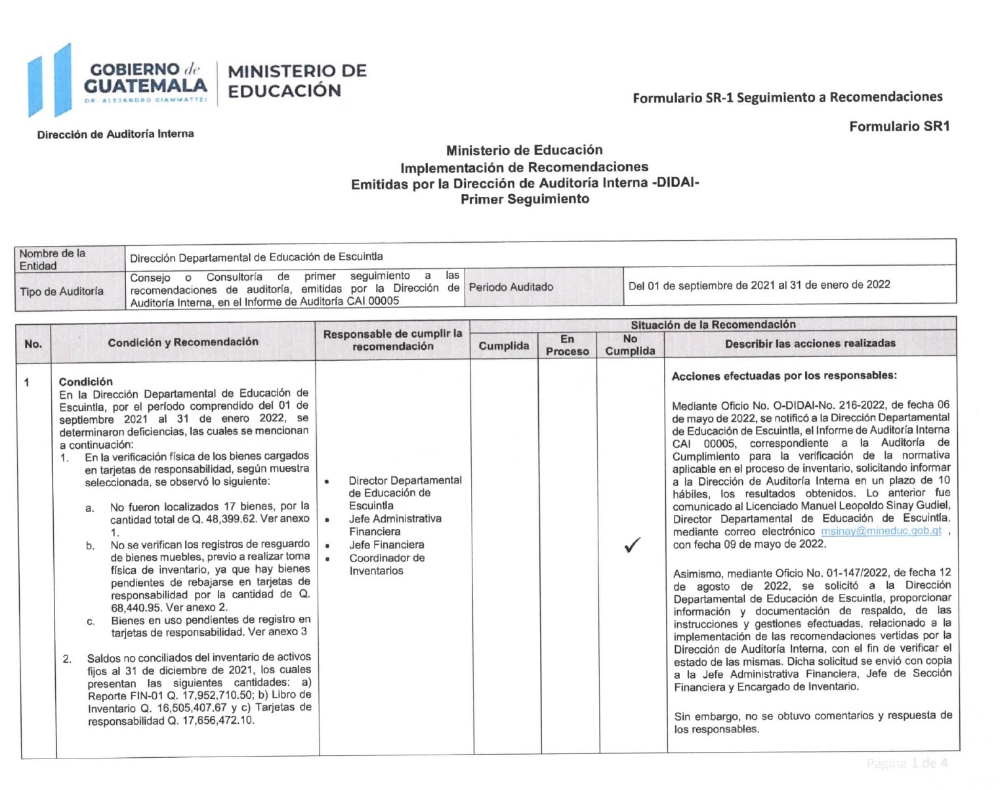 GOBIERNO de
GUATEMALA
DR. ALEJANDRO GIAMMATTEI
MINISTERIO DE
EDUCACIÓN
Formulario SR-1 Seguimiento a Recomendaciones
Formulario SR1
Dirección de Auditoría Interna
Ministerio de Educación
Implementación de Recomendaciones
Emitidas por la Dirección de Auditoría Interna -DIDAI-
Primer Seguimiento
Nombre de la
Entidad
Dirección Departamental de Educación de Escuintla
Tipo de Auditoría
Consejo o Consultoría de primer seguimiento a las
recomendaciones de auditoría, emitidas por la Dirección de
Auditoría Interna, en el Informe de Auditoría CAI 00005
Periodo Auditado
Del 01 de septiembre de 2021 al 31 de enero de 2022
No.
Condición y Recomendación
Responsable de cumplir la
recomendación
Situación de la Recomendación
Cumplida
En
Proceso
No
Cumplida
Describir las acciones realizadas
1
Condición
En la Dirección Departamental de Educación de
Escuintla, por el período comprendido del 01 de
septiembre 2021 al 31 de enero 2022, se
determinaron deficiencias, las cuales se mencionan
a continuación:
1. En la verificación física de los bienes cargados
en tarjetas de responsabilidad, según muestra
seleccionada, se observó lo siguiente:
a. No fueron localizados 17 bienes, por la
cantidad total de Q. 48,399.62. Ver anexo
1.
b. No se verifican los registros de resguardo
de bienes muebles, previo a realizar toma
física de inventario, ya que hay bienes
pendientes de rebajarse en tarjetas de
responsabilidad por la cantidad de Q.
68,440.95. Ver anexo 2.
c. Bienes en uso pendientes de registro en
tarjetas de responsabilidad. Ver anexo 3
2. Saldos no conciliados del inventario de activos
fijos al 31 de diciembre de 2021, los cuales
presentan las siguientes cantidades: a)
Reporte FIN-01 Q. 17,952,710.50; b) Libro de
Inventario Q. 16,505,407.67 y c) Tarjetas de
responsabilidad Q. 17,656,472.10.
• Director Departamental
de Educación de
Escuintla
• Jefe Administrativa
Financiera
• Jefe Financiera
• Coordinador de
Inventarios
✓
Acciones efectuadas por los responsables:
Mediante Oficio No. O-DIDAI-No. 216-2022, de fecha 06
de mayo de 2022, se notificó a la Dirección Departamental
de Educación de Escuintla, el Informe de Auditoría Interna
CAI 00005, correspondiente a la Auditoría de
Cumplimiento para la verificación de la normativa
aplicable en el proceso de inventario, solicitando informar
a la Dirección de Auditoría Interna en un plazo de 10
hábiles, los resultados obtenidos. Lo anterior fue
comunicado al Licenciado Manuel Leopoldo Sinay Gudiel,
Director Departamental de Educación de Escuintla,
mediante correo electrónico msinay@mineduc.gob.gt ,
con fecha 09 de mayo de 2022.
Asimismo, mediante Oficio No. 01-147/2022, de fecha 12
de agosto de 2022, se solicitó a la Dirección
Departamental de Educación de Escuintla, proporcionar
información y documentación de respaldo, de las
instrucciones y gestiones efectuadas, relacionado a la
implementación de las recomendaciones vertidas por la
Dirección de Auditoría Interna, con el fin de verificar el
estado de las mismas. Dicha solicitud se envió con copia
a la Jefe Administrativa Financiera, Jefe de Sección
Financiera y Encargado de Inventario.
Sin embargo, no se obtuvo comentarios y respuesta de
los responsables.
Página 1 de 4